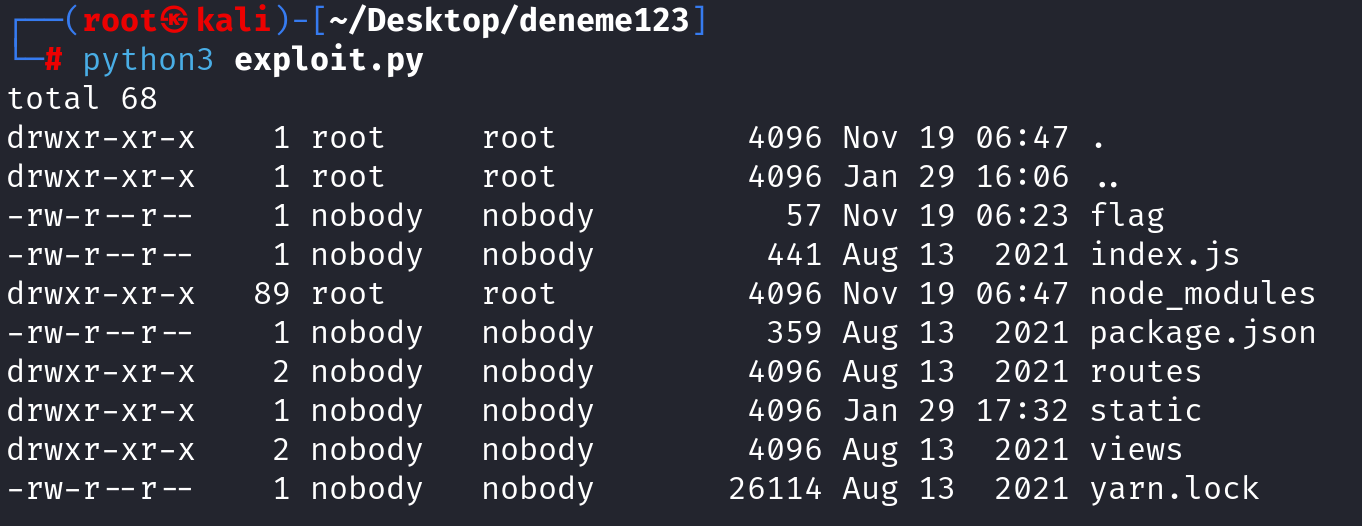 ┌──(root㉿kali)-[~/Desktop/deneme123]
└─# python3 exploit.py
total 68
drwxr-xr-x    1 root     root          4096 Nov 19 06:47 .
drwxr-xr-x    1 root     root          4096 Jan 29 16:06 ..
-rw-r--r--    1 nobody   nobody          57 Nov 19 06:23 flag
-rw-r--r--    1 nobody   nobody         441 Aug 13  2021 index.js
drwxr-xr-x   89 root     root          4096 Nov 19 06:47 node_modules
-rw-r--r--    1 nobody   nobody         359 Aug 13  2021 package.json
drwxr-xr-x    2 nobody   nobody        4096 Aug 13  2021 routes
drwxr-xr-x    1 nobody   nobody        4096 Jan 29 17:32 static
drwxr-xr-x    2 nobody   nobody        4096 Aug 13  2021 views
-rw-r--r--    1 nobody   nobody       26114 Aug 13  2021 yarn.lock